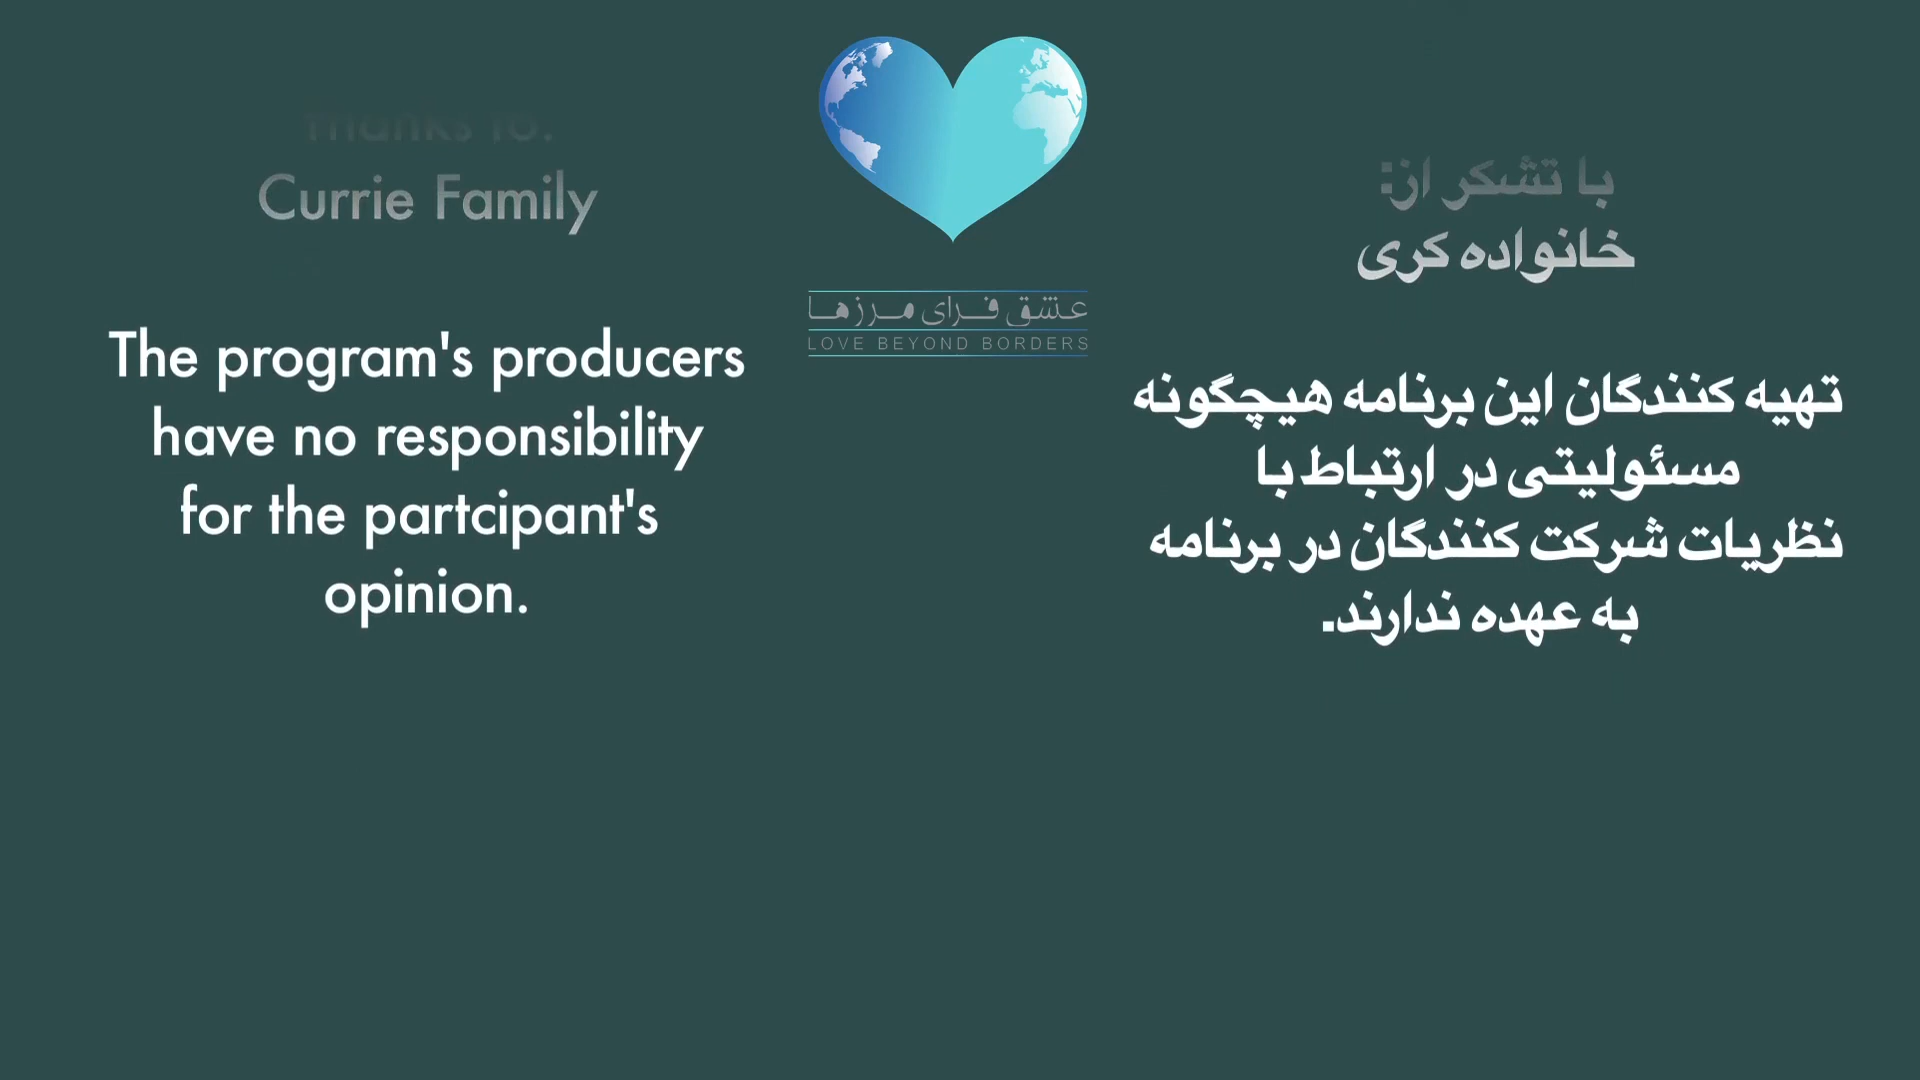 Thanks to:
Currie Family
The program's producers
have no responsibility
for the partcipant's
opinion.
عشق فرای مرزها
LOVE BEYOND BORDERS
با تشکر از:
خانواده کری
تهیه کنندگان این برنامه هیچگونه
مسئولیتی در ارتباط با
نظریات شرکت کنندگان در برنامه
به عهده ندارند.